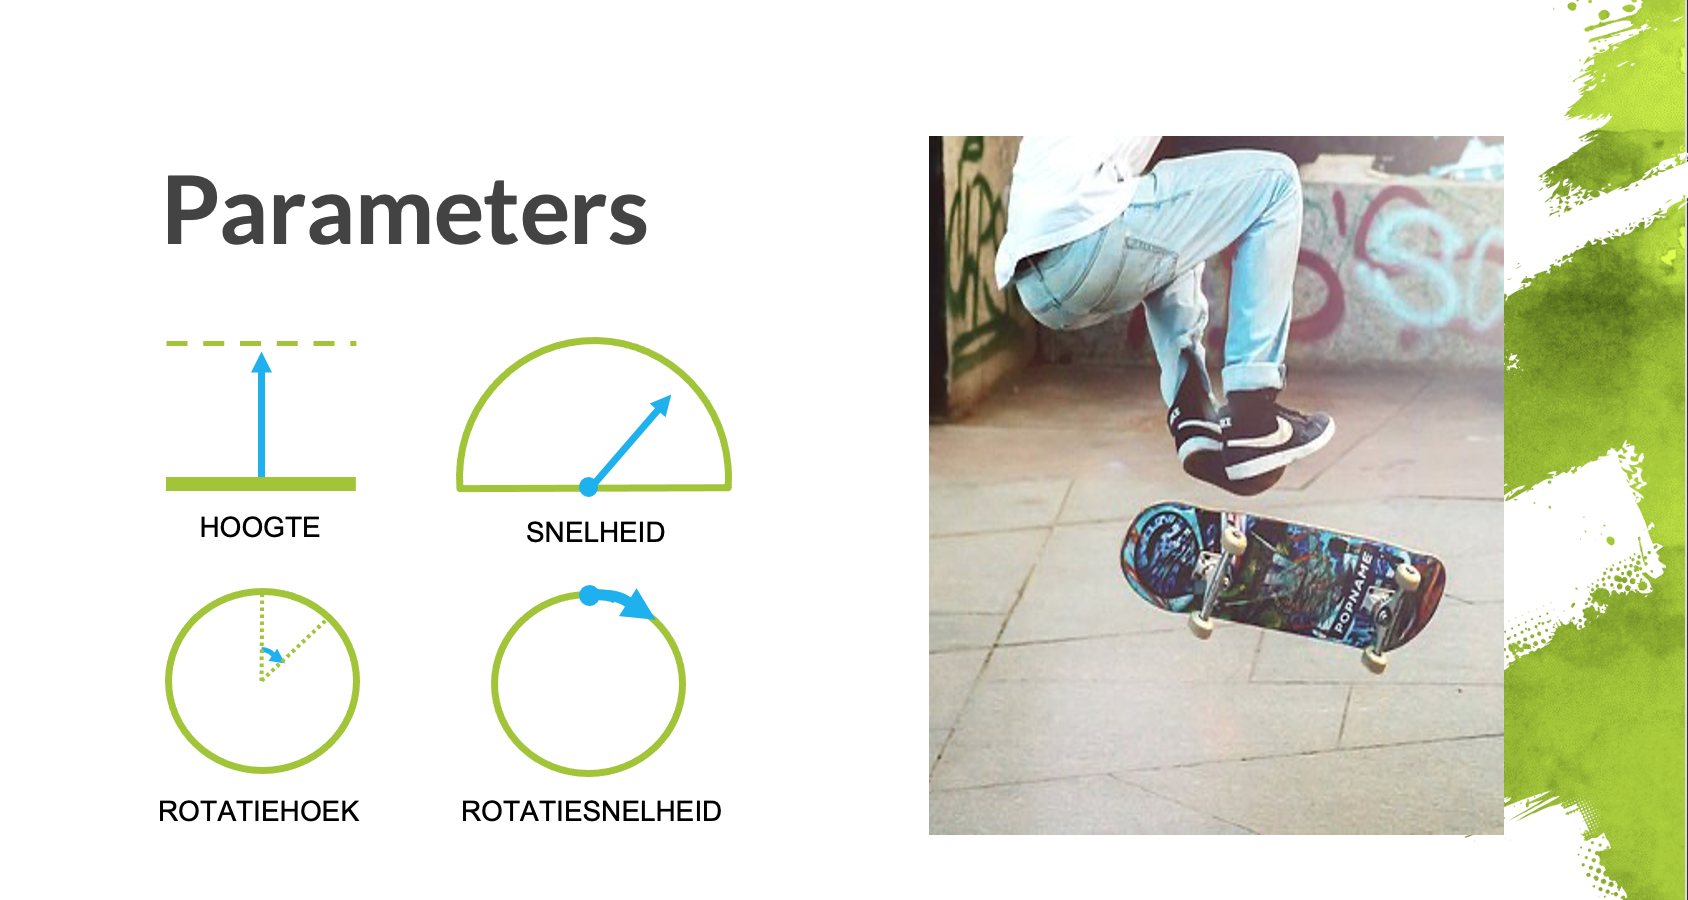 Parameters
HOOGTE
SNELHEID
ROTATIEHOEK
ROTATIESNELHEID
POPNAME